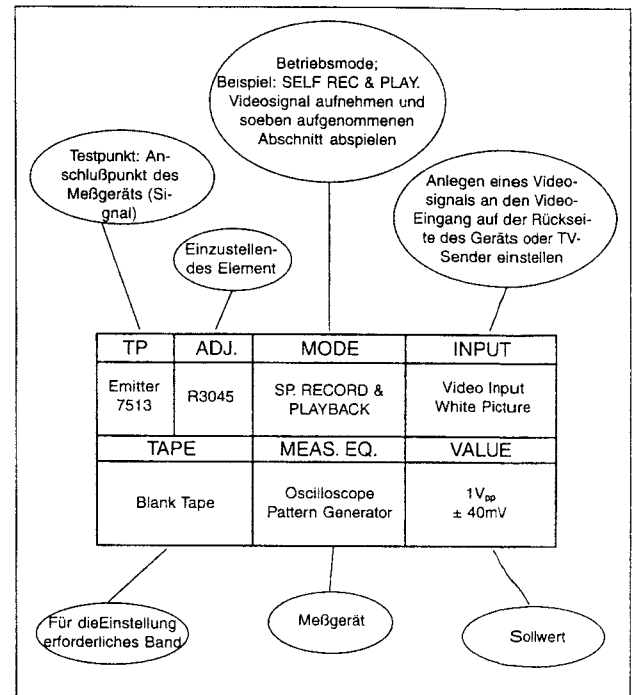 Betriebsmode;
Beispiel: SELF REC & PLAY.
Videosignal aufnehmen und
soeben aufgenommenen
Abschnitt abspielen
Testpunkt: An-
schlußpunkt des
Meßgeräts (Si-
gnal)
Einzustellen-
des Element
Anlegen eines Video-
signals an den Video-
Eingang auf der Rücksei-
te des Geräts oder TV-
Sender einstellen
TP ADJ. MODE INPUT
Emitter
7513
R3045
SP. RECORD &
PLAYBACK
Video Input
White Picture
TAPE MEAS. EQ. VALUE
Blank Tape
Oscilloscope
Pattern Generator
1Vpp
± 40mV
Für dieEinstellung
erforderliches Band
Meßgerät
Sollwert